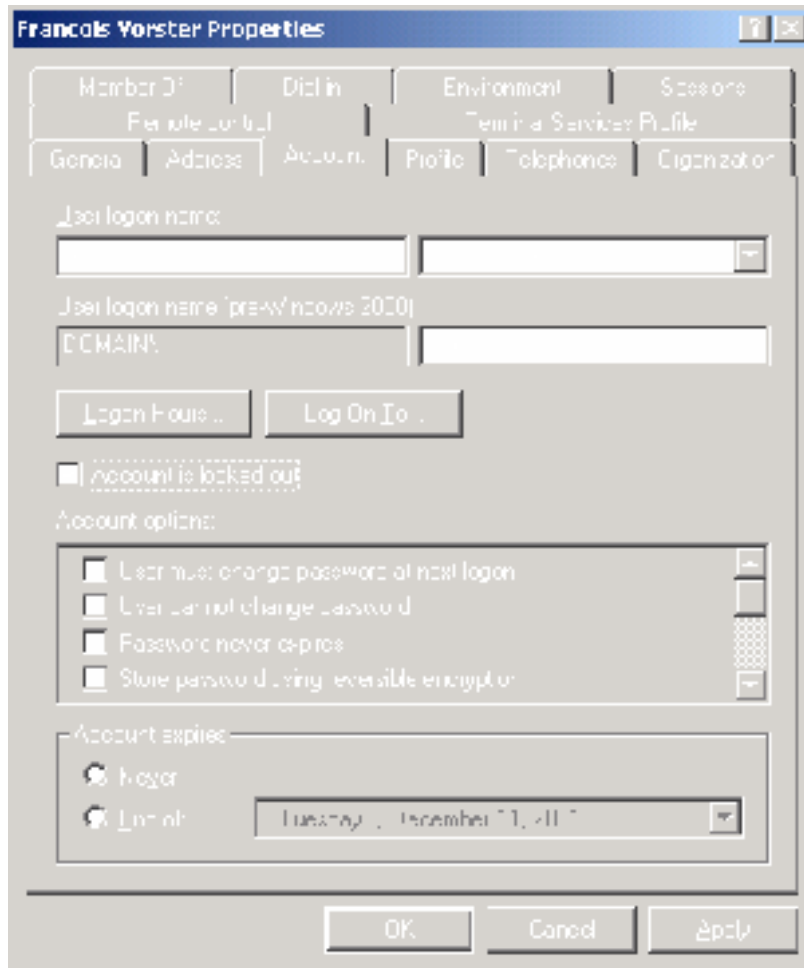 Francois Vorster Properties
Member Of Dial-in Environment Sessions
Remote control Terminal Services Profile
General Address Account Profile Telephones Organization
User logon name:
User logon name (pre-Windows 2000)
DOMAIN\
Logon Hours... Log On To...
Account is locked out
Account options:
User must change password at next logon
User cannot change password
Password never expires
Store password using reversible encryption
Account expires
Never
End of:
Tuesday , December
OK Cancel Apply